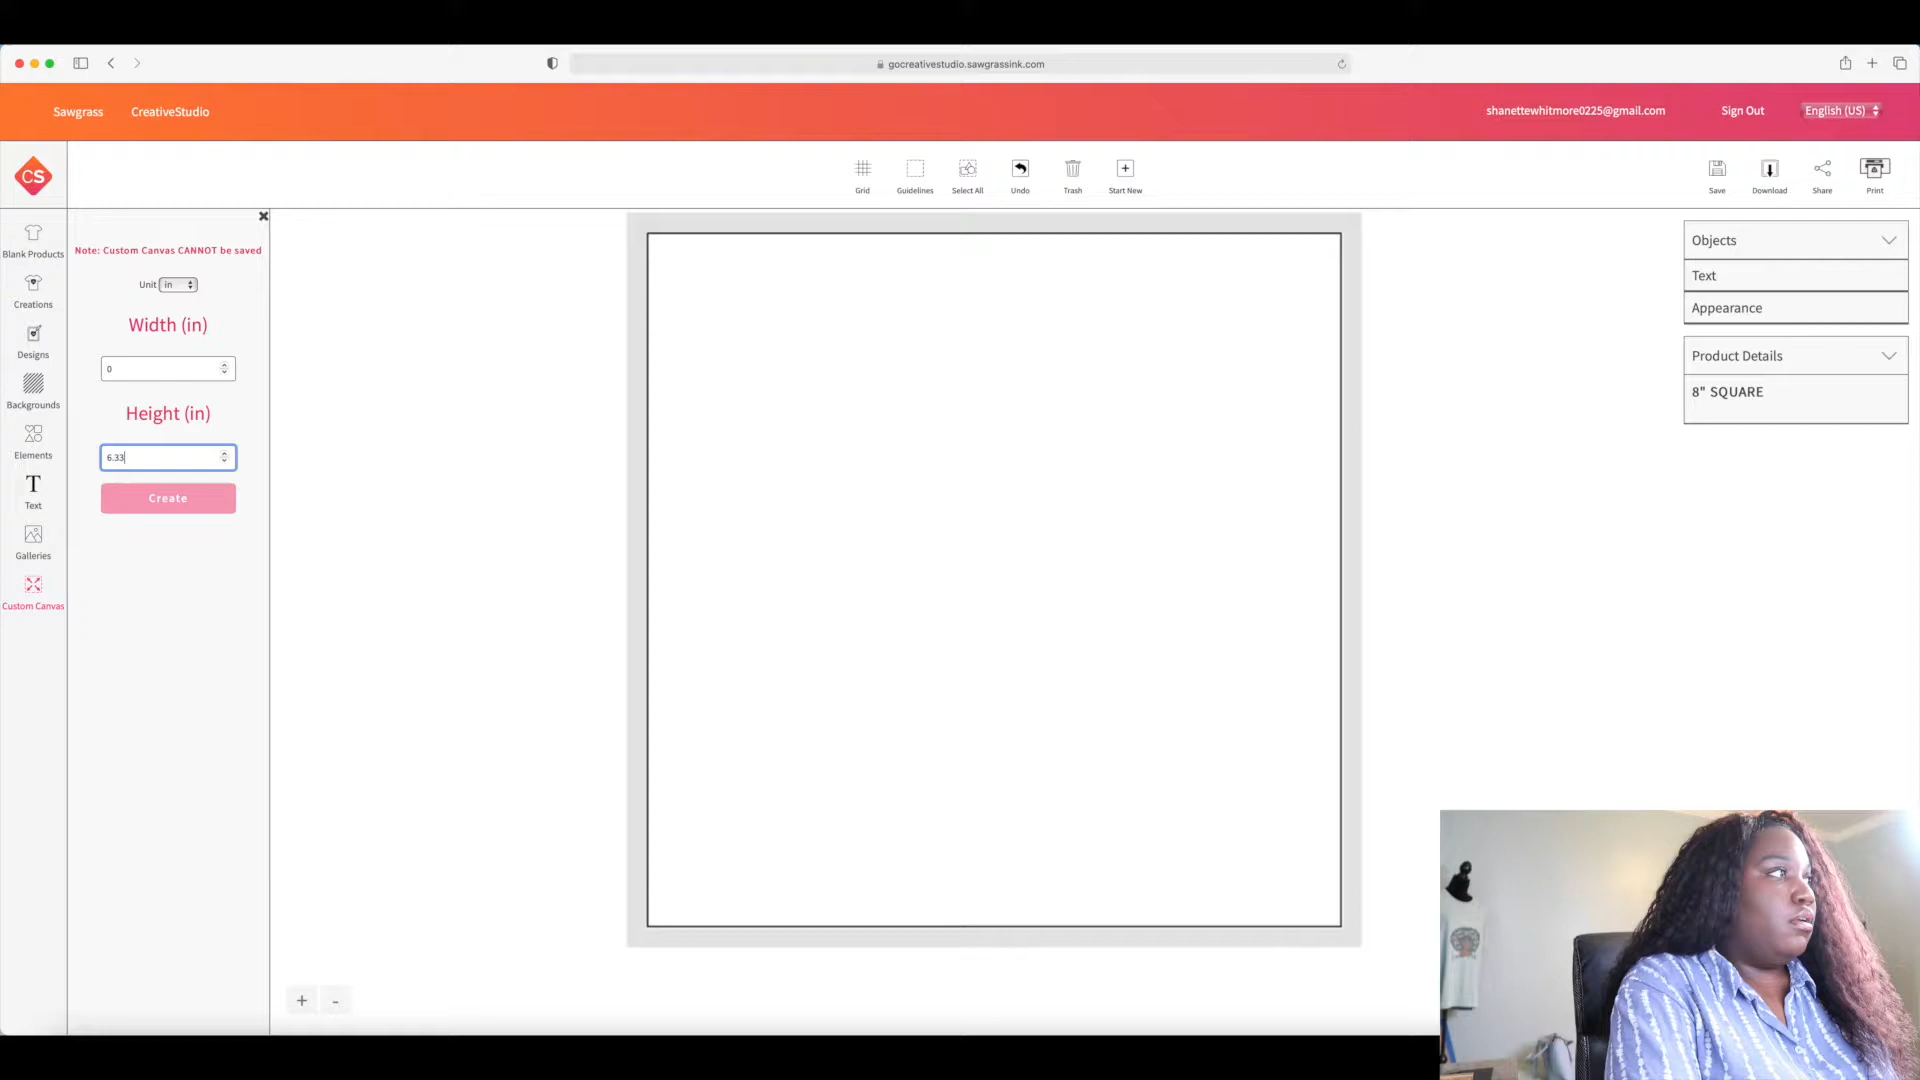 gocreativestudio.sawgrassink.com
Sawgrass
CreativeStudio
shanettewhitmore0225@gmail.com
Sign Out
English (US)
CS
Grid
Guidelines
Select All
Undo
Trash
Start New
Save
Download
Share
Print
Blank Products
Creations
Designs
Backgrounds
Elements
T
Text
Galleries
Custom Canvas
Note: Custom Canvas CANNOT be saved
Unit in
Width (in)
0
Height (in)
6.33
Create
+ -
Objects
Text
Appearance
Product Details
8" SQUARE